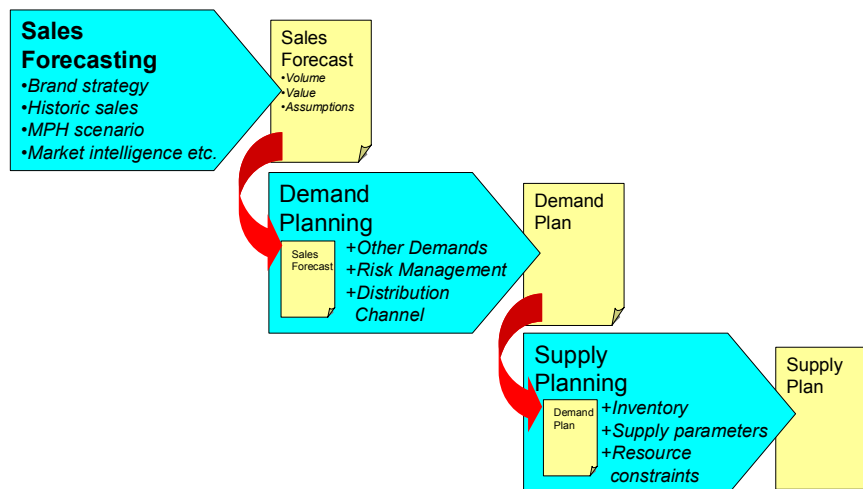 Sales
Forecasting
•Brand strategy
•Historic sales
•MPH scenario
•Market intelligence etc.
Sales
Forecast
•Volume
•Value
•Assumptions
Demand
Planning
Sales
Forecast
+Other Demands
+Risk Management
+Distribution
Channel
Demand
Plan
Supply
Planning
Demand
Plan
+Inventory
+Supply parameters
+Resource
constraints
Supply
Plan